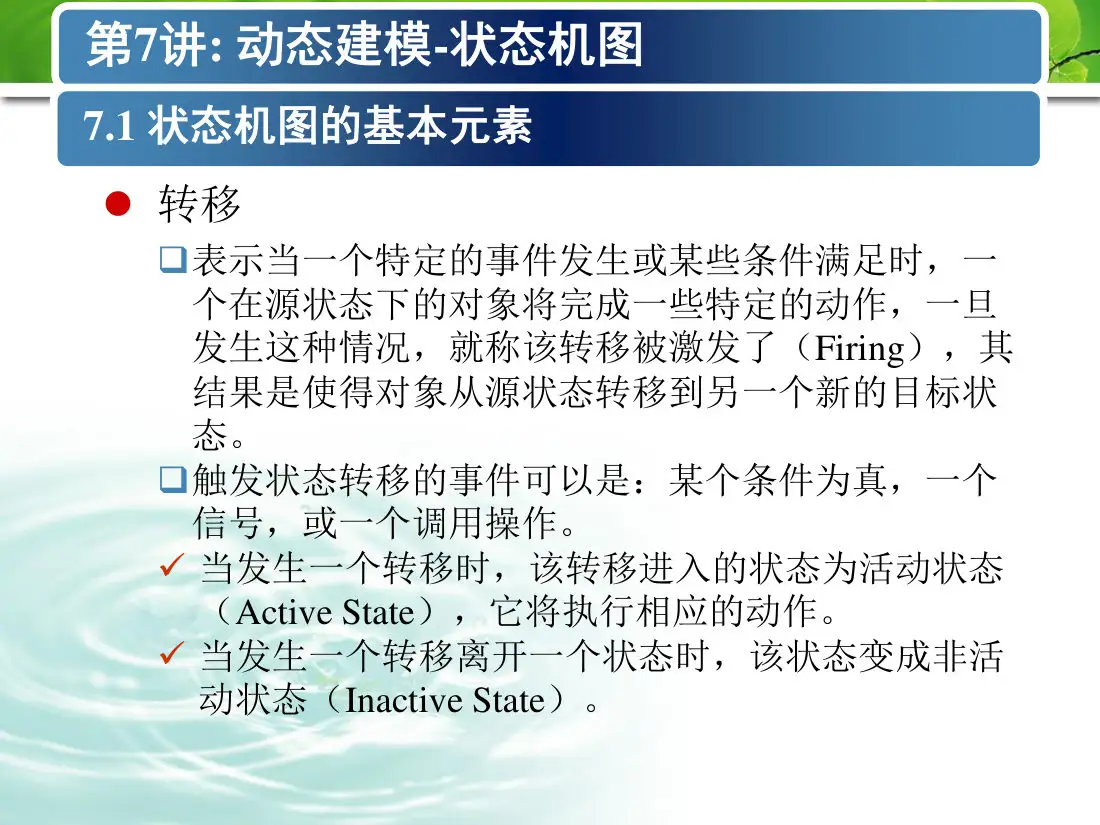 第7讲: 动态建模-状态机图
7.1 状态机图的基本元素
转移
表示当一个特定的事件发生或某些条件满足时，一
个在源状态下的对象将完成一些特定的动作，一旦
发生这种情况，就称该转移被激发了（Firing），其
结果是使得对象从源状态转移到另一个新的目标状
态。
触发状态转移的事件可以是：某个条件为真，一个
信号，或一个调用操作。
当发生一个转移时，该转移进入的状态为活动状态
（Active State），它将执行相应的动作。
当发生一个转移离开一个状态时，该状态变成非活
动状态（Inactive State）。